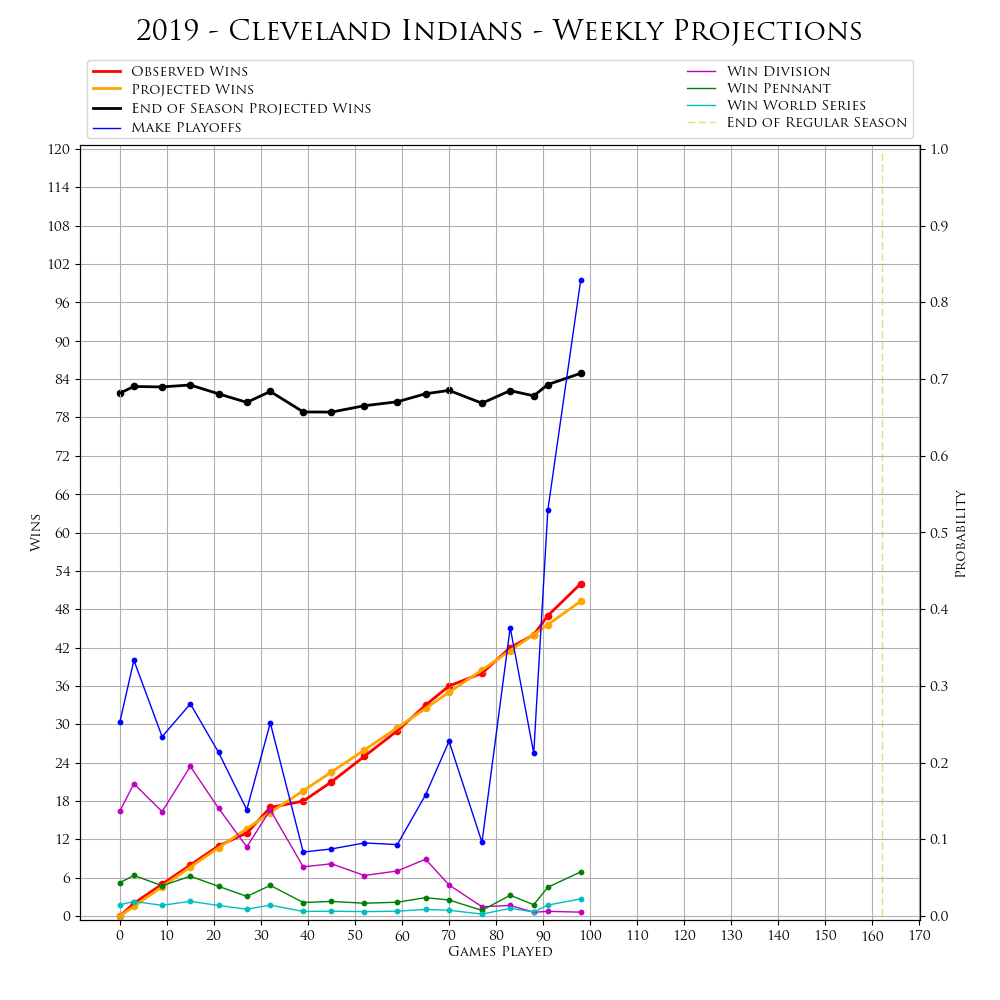 2019 - Cleveland Indians - Weekly Projections
Observed Wins
Projected Wins
End of Season Projected Wins
Make Playoffs
Win Division
Win Pennant
Win World Series
End of Regular Season
120
114
108
102
96
90
84
78
72
66
60
54
48
42
36
30
24
18
12
6
0
Wins
1.0
0.9
0.8
0.7
0.6
0.5
0.4
0.3
0.2
0.1
0.0
Probability
0 10 20 30 40 50 60 70 80 90 100 110 120 130 140 150 160 170
Games Played